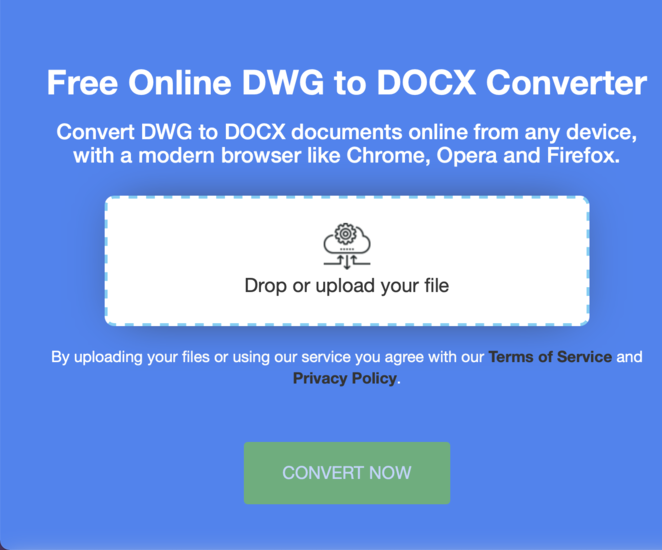 Free Online DWG to DOCX Converter
Convert DWG to DOCX documents online from any device,
with a modern browser like Chrome, Opera and Firefox.
Drop or upload your file
By uploading your files or using our service you agree with our Terms of Service and
Privacy Policy.
CONVERT NOW